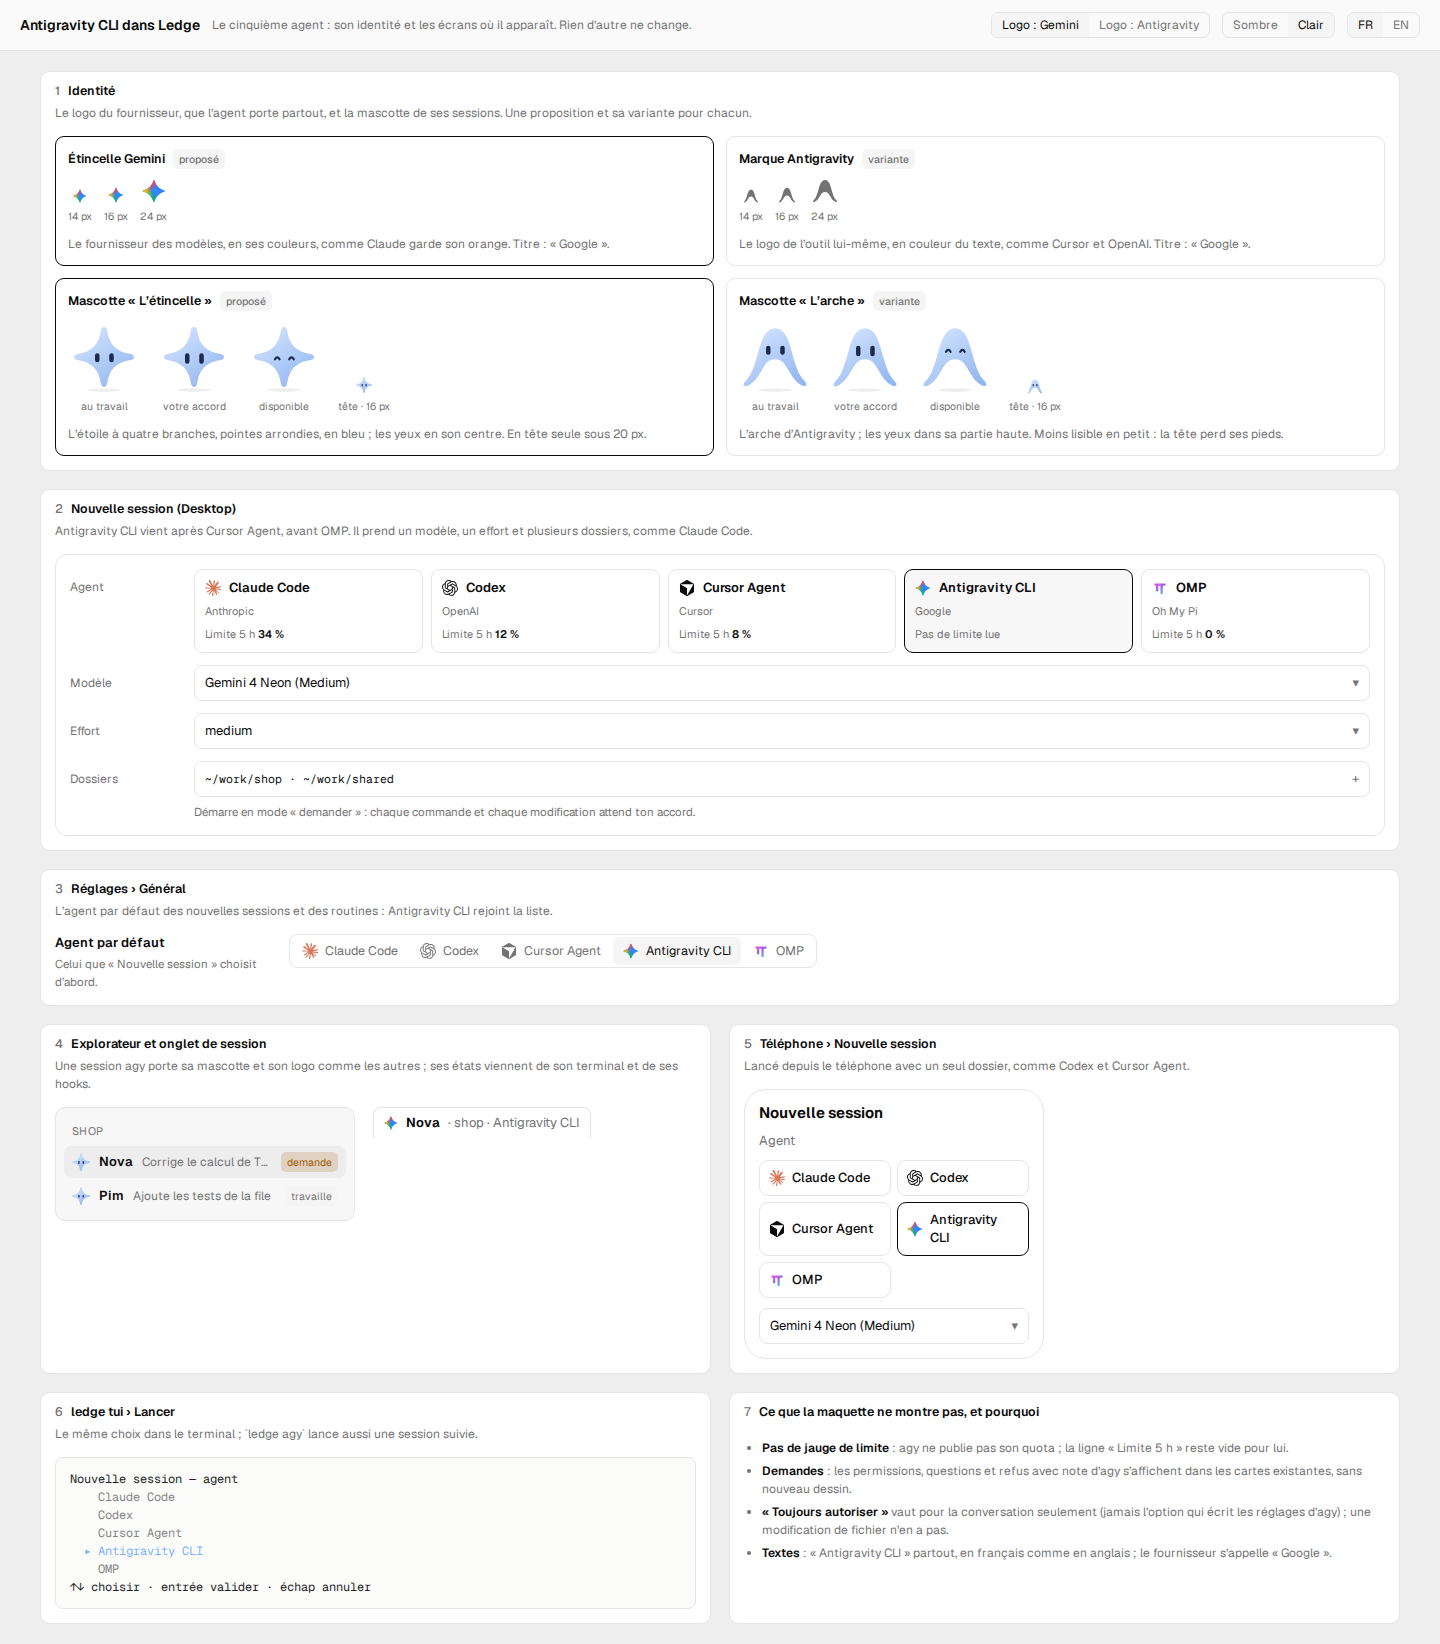 Antigravity CLI dans Ledge
Le cinquième agent : son identité et les écrans où il apparaît. Rien d'autre ne change.
Logo : Gemini
Logo : Antigravity
Sombre
Clair
FR
EN
1 Identité
Le logo du fournisseur, que l'agent porte partout, et la mascotte de ses sessions. Une proposition et sa variante pour chacun.
Étincelle Gemini proposé
14 px 16 px 24 px
Le fournisseur des modèles, en ses couleurs, comme Claude garde son orange. Titre : « Google ».
Marque Antigravity variante
14 px 16 px 24 px
Le logo de l'outil lui-même, en couleur du texte, comme Cursor et OpenAI. Titre : « Google ».
Mascotte « L'étincelle » proposé
au travail votre accord disponible tête · 16 px
L'étoile à quatre branches, pointes arrondies, en bleu ; les yeux en son centre. En tête seule sous 20 px.
Mascotte « L'arche » variante
au travail votre accord disponible tête · 16 px
L'arche d'Antigravity ; les yeux dans sa partie haute. Moins lisible en petit : la tête perd ses pieds.
2 Nouvelle session (Desktop)
Antigravity CLI vient après Cursor Agent, avant OMP. Il prend un modèle, un effort et plusieurs dossiers, comme Claude Code.
Agent
Claude Code
Anthropic
Limite 5 h 34 %
Codex
OpenAI
Limite 5 h 12 %
Cursor Agent
Cursor
Limite 5 h 8 %
Antigravity CLI
Google
Pas de limite lue
OMP
Oh My Pi
Limite 5 h 0 %
Modèle
Gemini 4 Neon (Medium) ▾
Effort
medium ▾
Dossiers
~/work/shop · ~/work/shared +
Démarre en mode « demander » : chaque commande et chaque modification attend ton accord.
3 Réglages › Général
L'agent par défaut des nouvelles sessions et des routines : Antigravity CLI rejoint la liste.
Agent par défaut
Celui que « Nouvelle session » choisit
d'abord.
Claude Code Codex Cursor Agent Antigravity CLI OMP
4 Explorateur et onglet de session
Une session agy porte sa mascotte et son logo comme les autres ; ses états viennent de son terminal et de ses
hooks.
SHOP
Nova Corrige le calcul de T… demande
Pim Ajoute les tests de la file travaille
Nova · shop · Antigravity CLI
5 Téléphone › Nouvelle session
Lancé depuis le téléphone avec un seul dossier, comme Codex et Cursor Agent.
Nouvelle session
Agent
Claude Code
Codex
Cursor Agent
Antigravity
CLI
OMP
Gemini 4 Neon (Medium) ▾
6 ledge tui › Lancer
Le même choix dans le terminal ; `ledge agy` lance aussi une session suivie.
Nouvelle session — agent
Claude Code
Codex
Cursor Agent
▸ Antigravity CLI
OMP
↑↓ choisir · entrée valider · échap annuler
7 Ce que la maquette ne montre pas, et pourquoi
• Pas de jauge de limite : agy ne publie pas son quota ; la ligne « Limite 5 h » reste vide pour lui.
• Demandes : les permissions, questions et refus avec note d'agy s'affichent dans les cartes existantes, sans
nouveau dessin.
• « Toujours autoriser » vaut pour la conversation seulement (jamais l'option qui écrit les réglages d'agy) ; une
modification de fichier n'en a pas.
• Textes : « Antigravity CLI » partout, en français comme en anglais ; le fournisseur s'appelle « Google ».